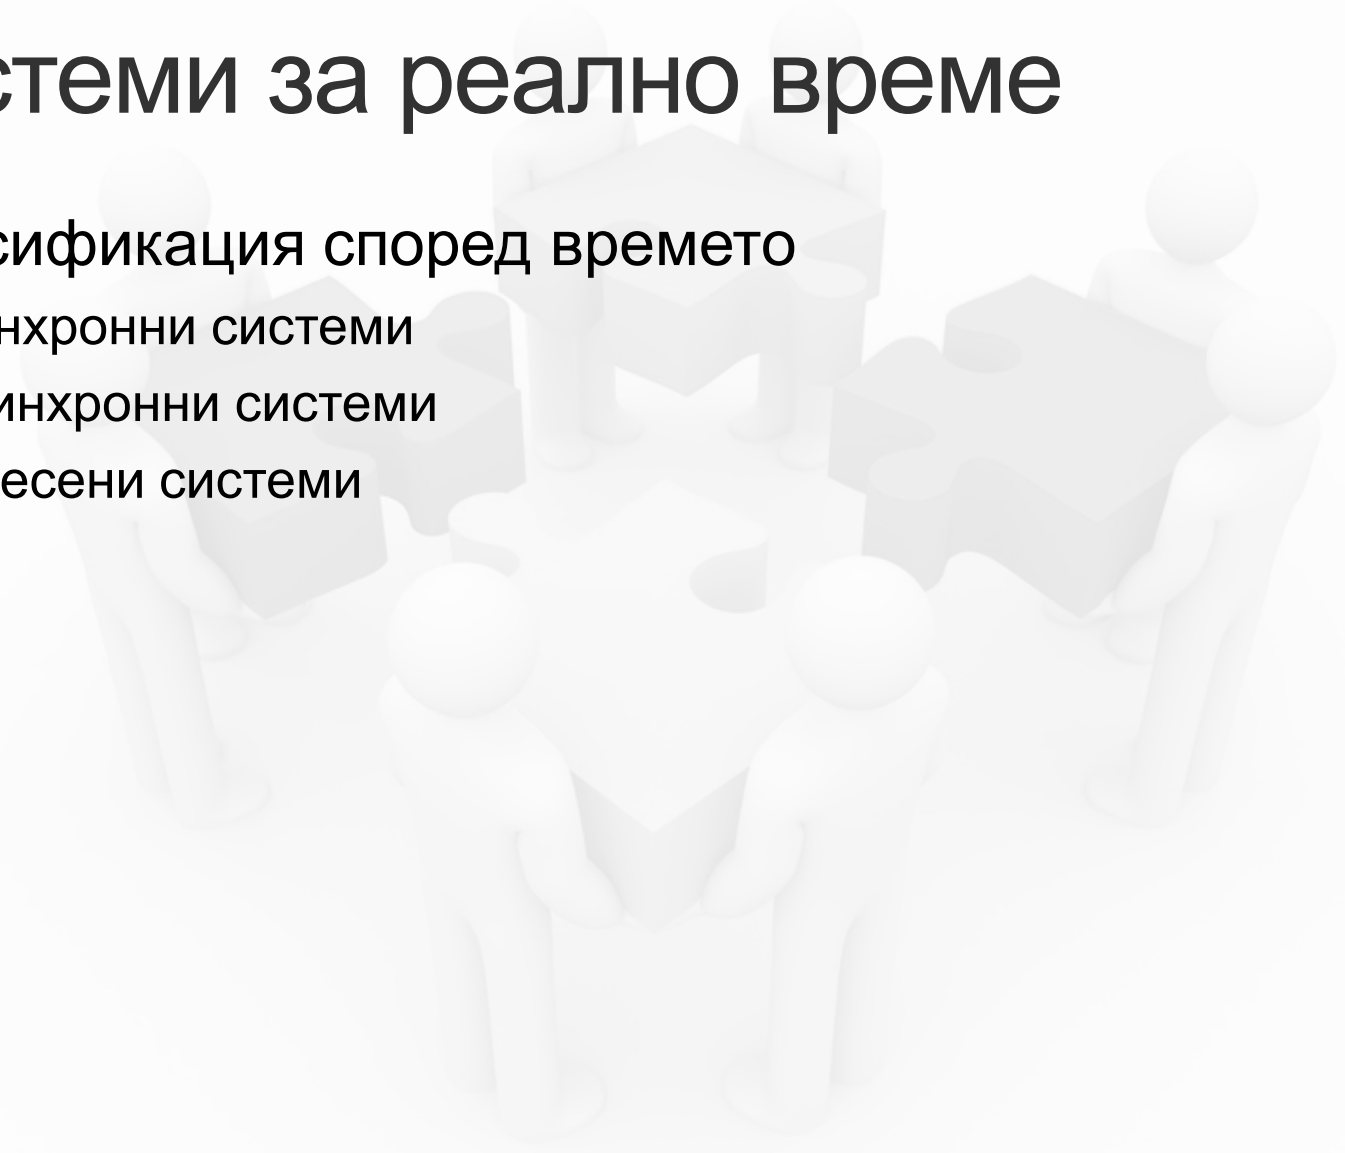 стеми за реално време
сификация според времето
нхронни системи
инхронни системи
есени системи